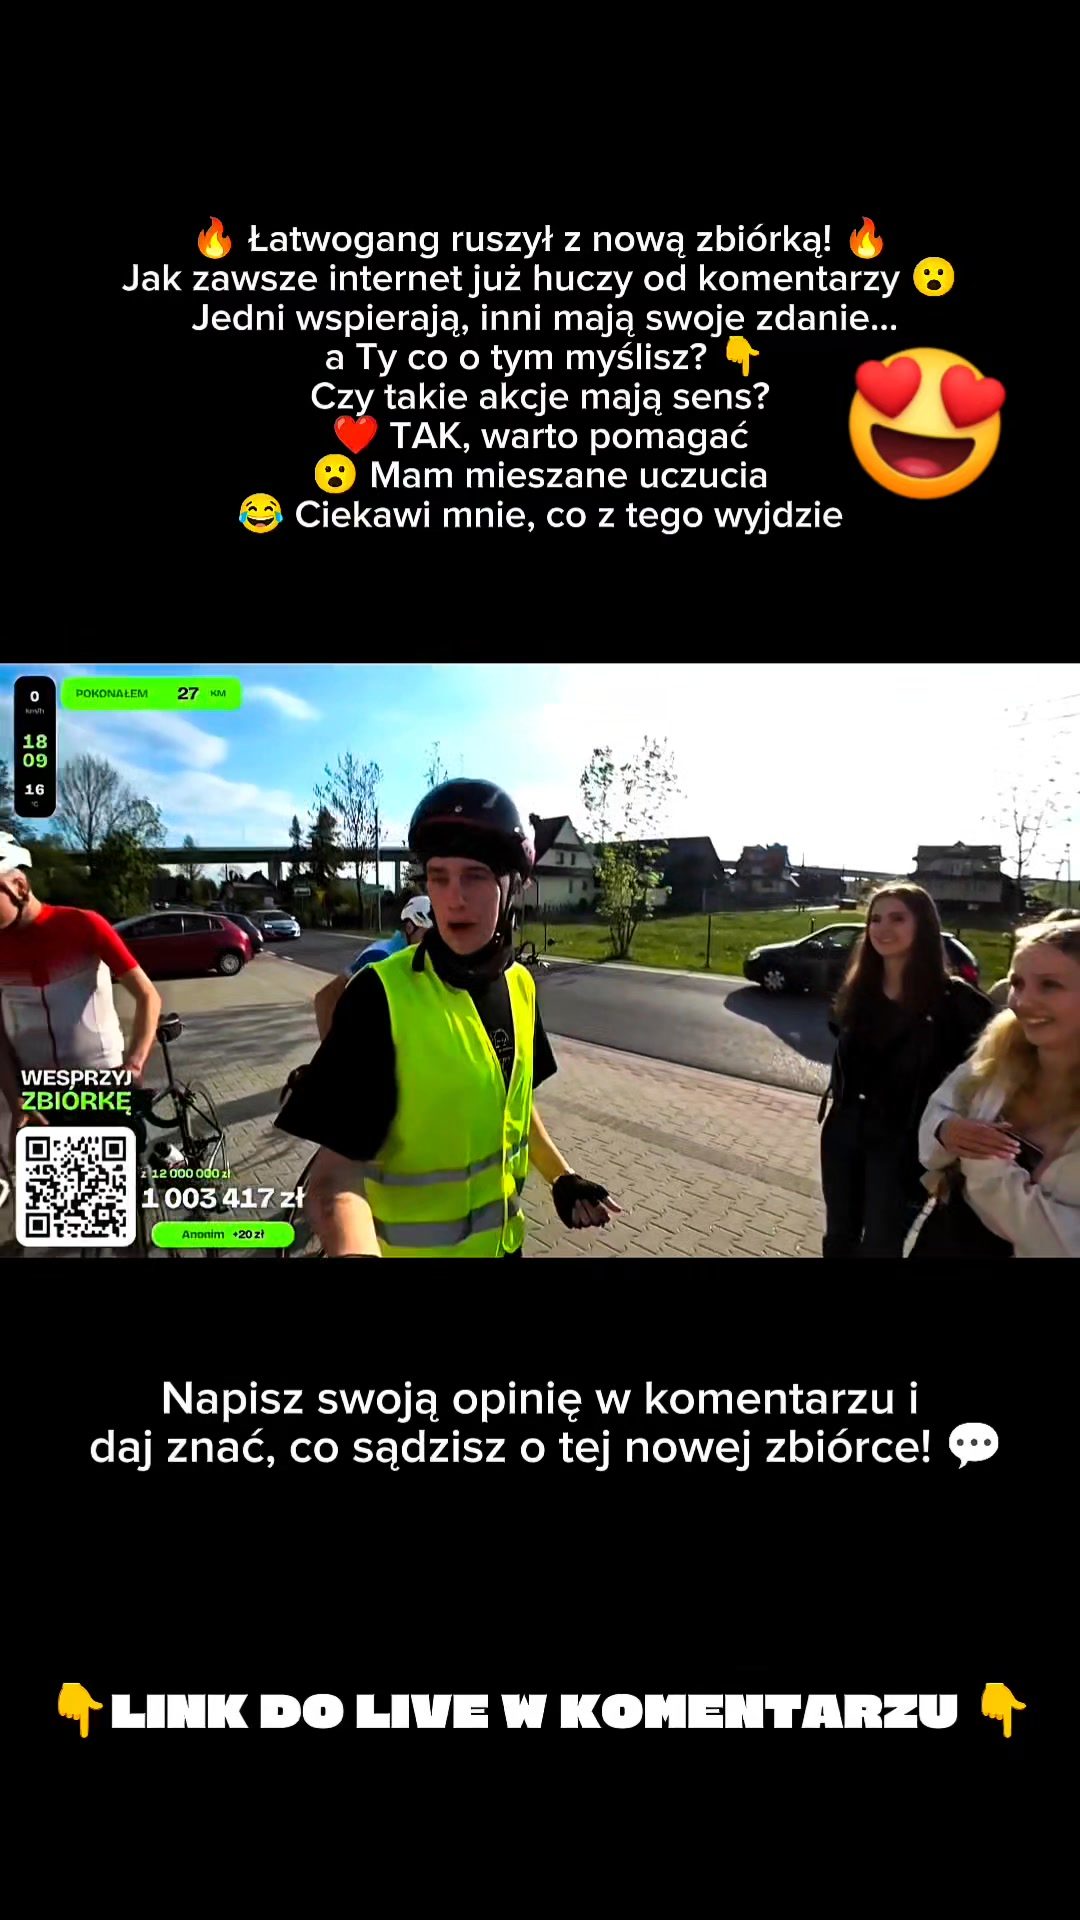 🔥 Łatwogang ruszył z nową zbiórką! 🔥
Jak zawsze internet już huczy od komentarzy 😮
Jedni wspierają, inni mają swoje zdanie...
a Ty co o tym myślisz? 👇
Czy takie akcje mają sens?
❤️ TAK, warto pomagać
😮 Mam mieszane uczucia
😂 Ciekawi mnie, co z tego wyjdzie
0
km/h
18
09
16
°C
POKONAŁEM 27 KM
WESPRZYJ
ZBIÓRKĘ
z 12 000 000 zł
1 003 417 zł
Anonim +20 zł
Napisz swoją opinię w komentarzu i
daj znać, co sądzisz o tej nowej zbiórce! 💬
👇LINK DO LIVE W KOMENTARZU 👇